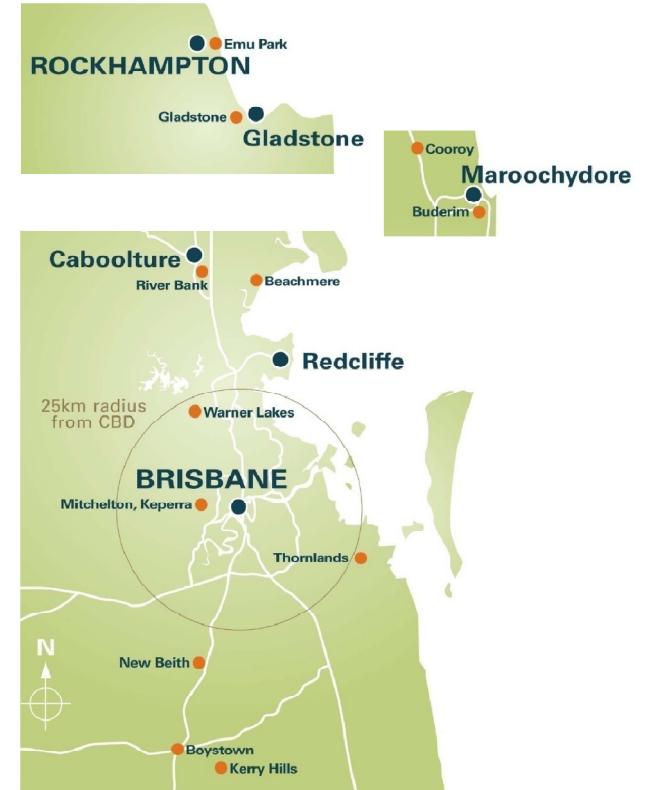 Emu Park
ROCKHAMPTON
Gladstone
Gladstone
Cooroy
Maroochydore
Buderim
Caboolture
River Bank
Beachmere
Redcliffe
25km radius
from CBD
Warner Lakes
BRISBANE
Mitchelton, Keperra
Thornlands
N
New Beith
Boystown
Kerry Hills